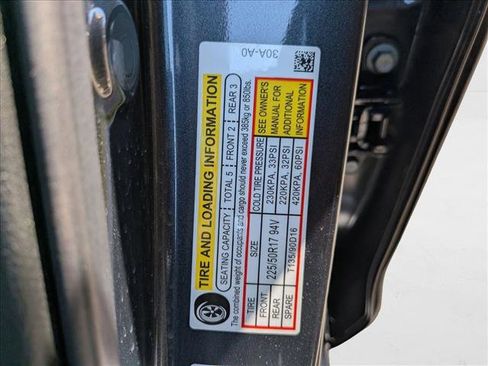 30A-A0
TIRE AND LOADING INFORMATION
SEATING CAPACITY TOTAL 5 FRONT 2 REAR 3
The combined weight of occupants and cargo should never exceed 385kg or 850lbs.
TIRE SIZE COLD TIRE PRESSURE SEE OWNER'S
FRONT 225/50R17 94V 230KPA, 33PSI MANUAL FOR
REAR 220KPA, 32PSI ADDITIONAL
SPARE T135/90D16 420KPA, 60PSI INFORMATION